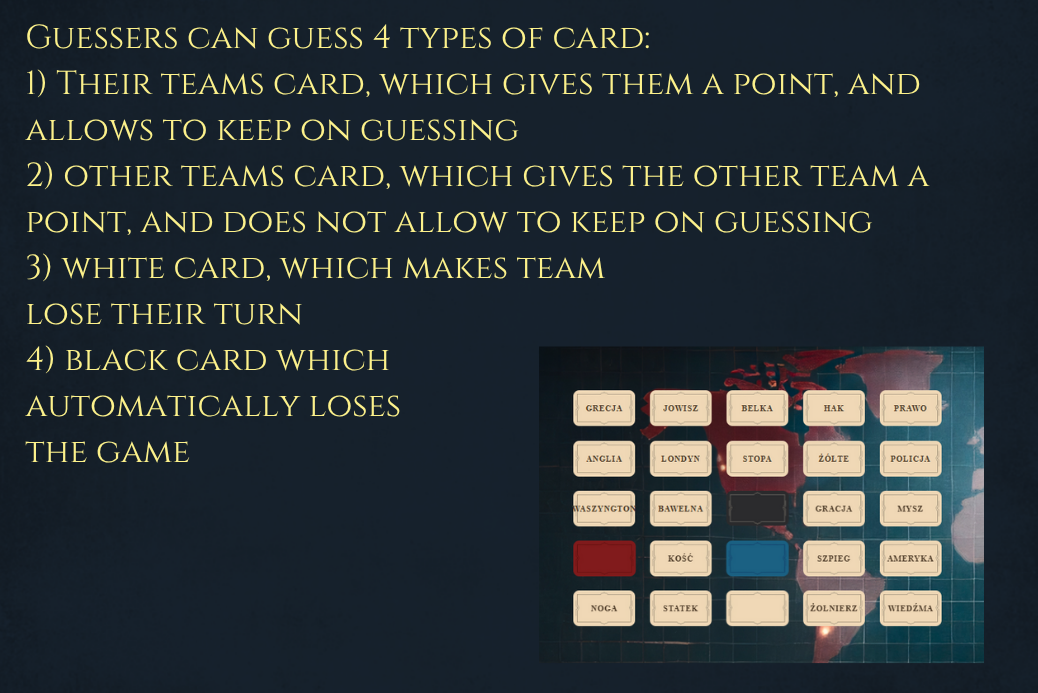 Guessers can guess 4 types of card:
1) Their teams card, which gives them a point, and
allows to keep on guessing
2) other teams card, which gives the other team a
point, and does not allow to keep on guessing
3) white card, which makes team
lose their turn
4) black card which
automatically loses
the game
GRECJA JOWISZ BELKA HAK PRAWO
ANGLIA LONDYN STOPA ŻÓŁTE POLICJA
WASZYNGTON BAWEŁNA GRACJA MYSZ
KOŚĆ SZPIEG AMERYKA
NOGA STATEK ŻOŁNIERZ WIEDŹMA